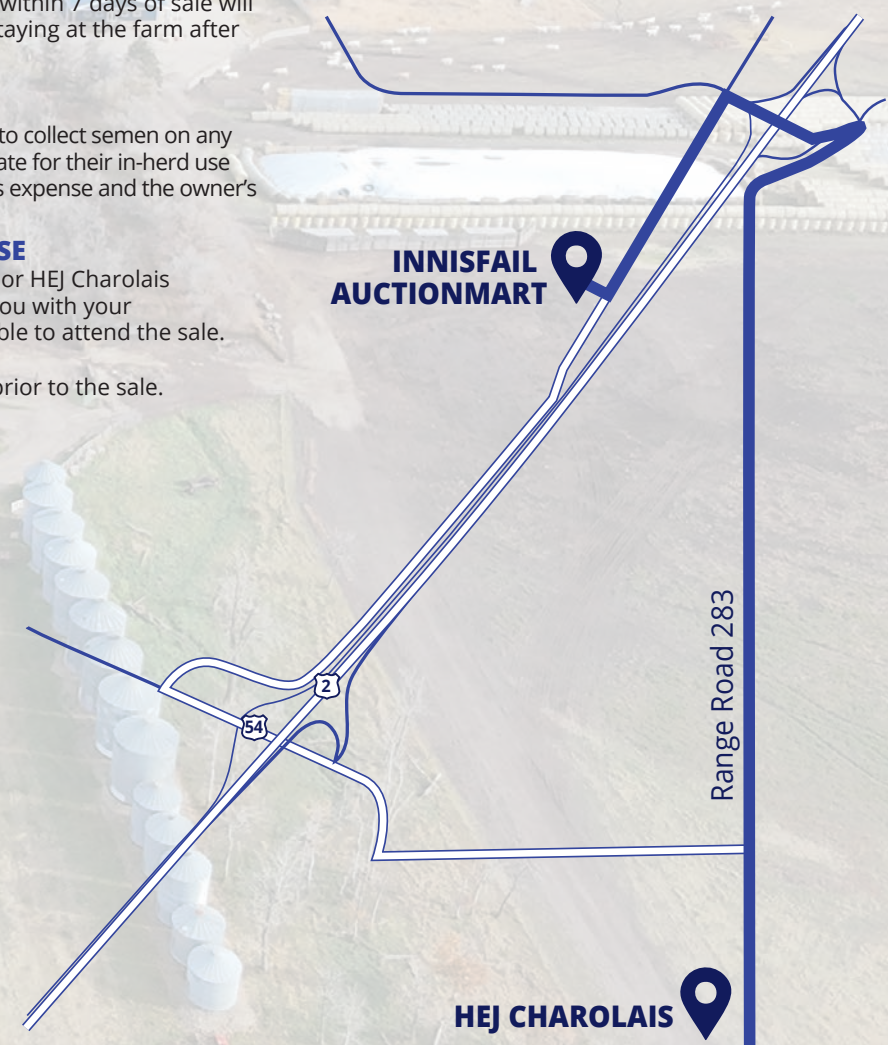 within 7 days of sale will
taying at the farm after
to collect semen on any
ate for their in-herd use
s expense and the owner's
SE
or HEJ Charolais
ou with your
ble to attend the sale.
prior to the sale.
INNISFAIL
AUCTIONMART
2
54
Range Road 283
HEJ CHAROLAIS